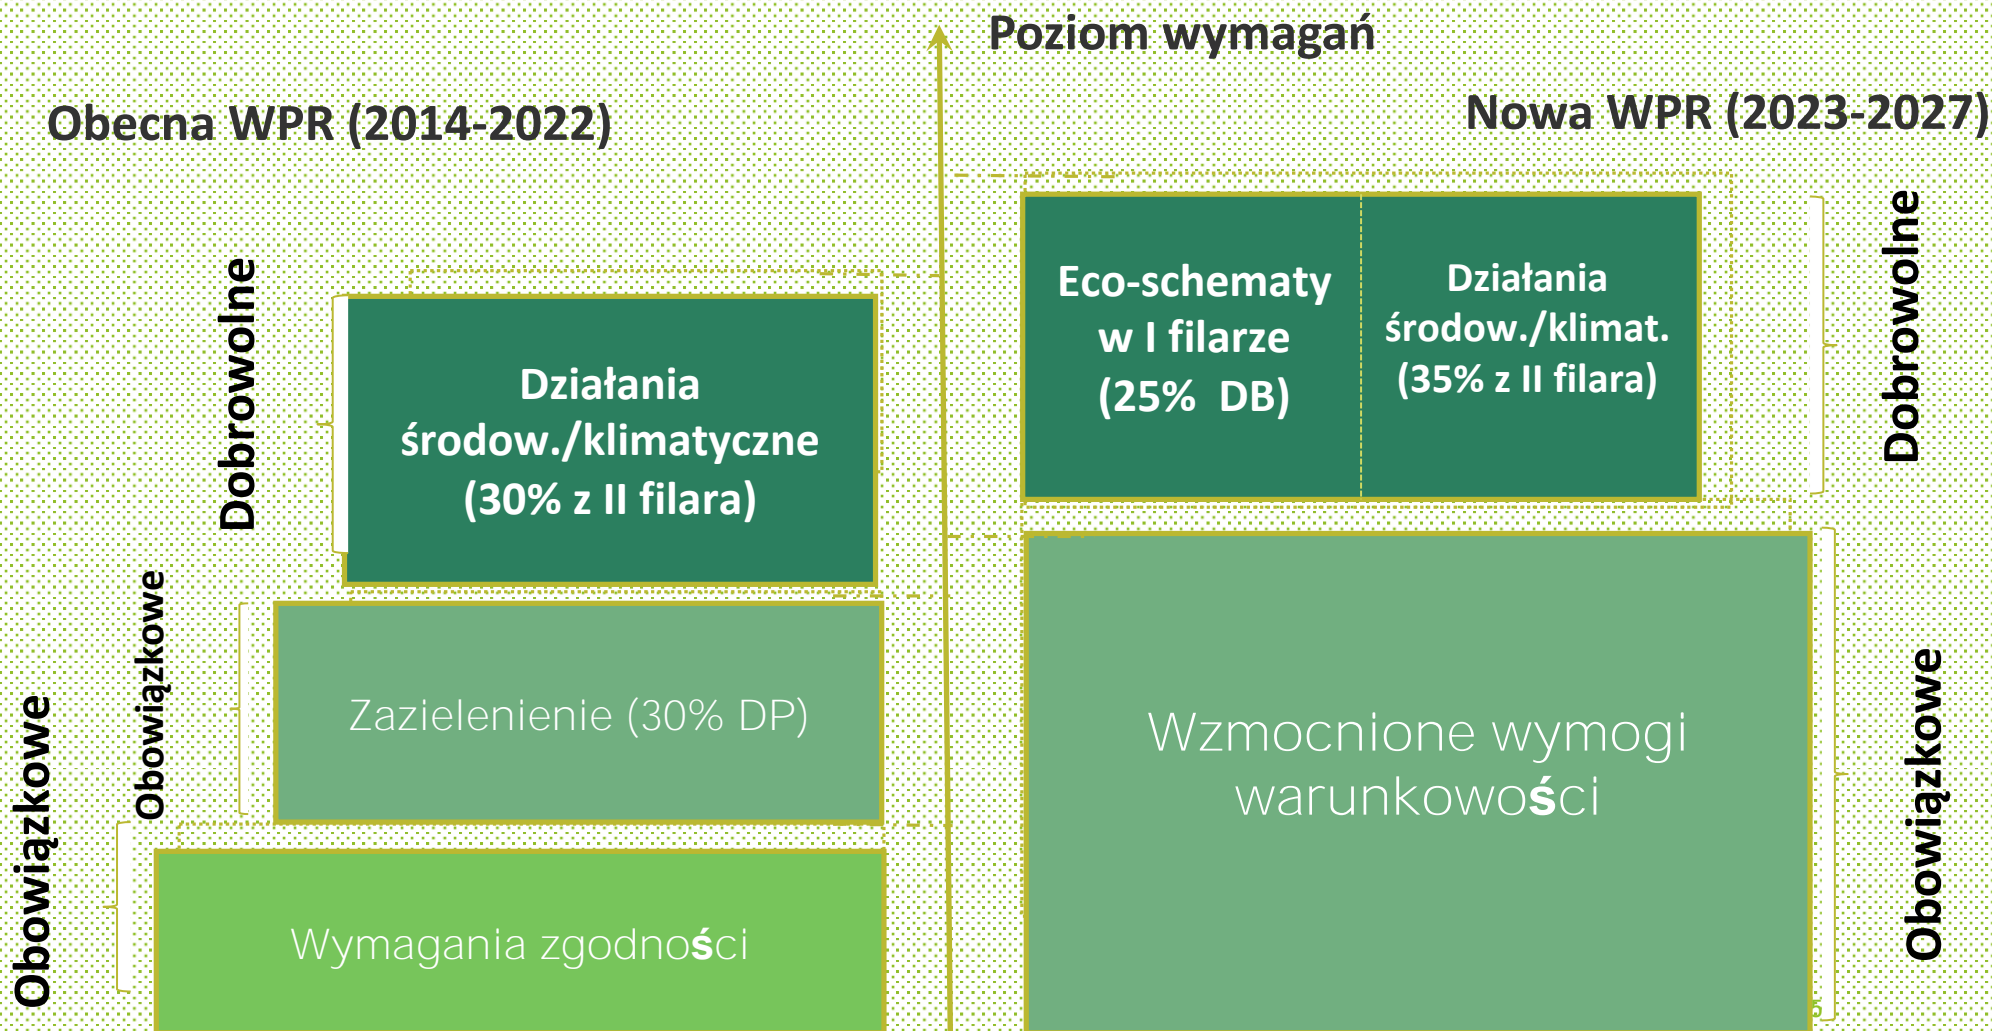 Poziom wymagań
Obecna WPR (2014-2022)
Nowa WPR (2023-2027)
Dobrowolne
Działania
środow./klimatyczne
(30% z II filara)
Obowiązkowe
Zazielenienie (30% DP)
Obowiązkowe
Wymagania zgodności
Eco-schematy
w I filarze
(25% DB)
Działania
środow./klimat.
(35% z II filara)
Dobrowolne
Wzmocnione wymogi
warunkowości
Obowiązkowe